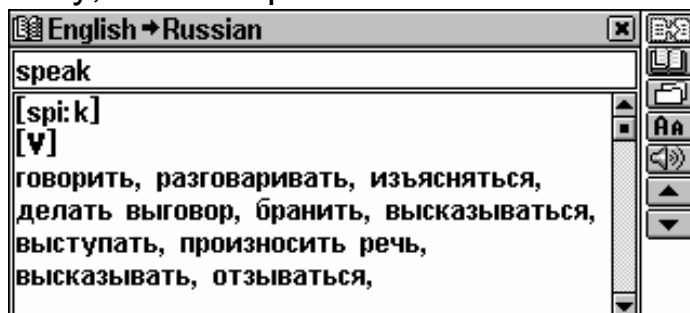 English→Russian
speak
[spi:k]
[V]
говорить, разговаривать, изъясняться,
делать выговор, бранить, высказываться,
выступать, произносить речь,
высказывать, отзываться,